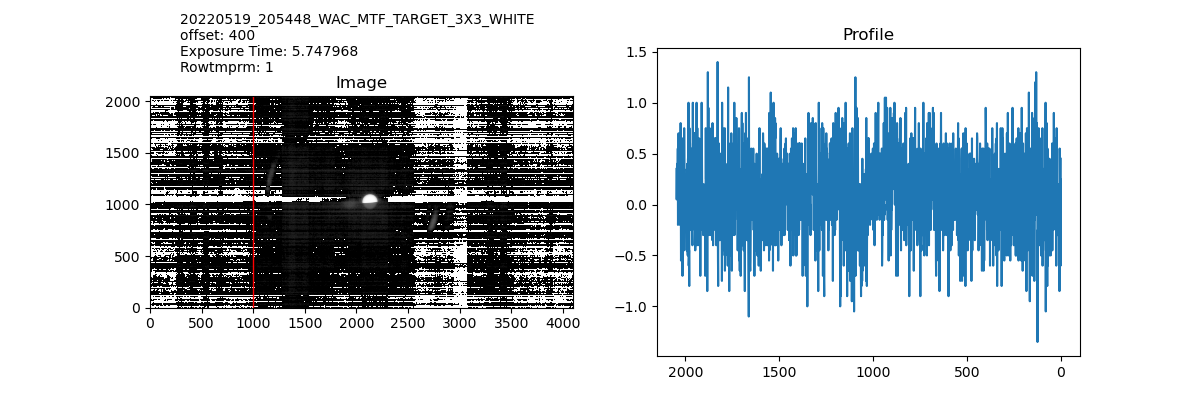 20220519_205448_WAC_MTF_TARGET_3X3_WHITE
offset: 400
Exposure Time: 5.747968
Rowtmprm: 1
Image
2000
1500
1000
500
0
0 500 1000 1500 2000 2500 3000 3500 4000
Profile
1.5
1.0
0.5
0.0
−0.5
−1.0
2000 1500 1000 500 0